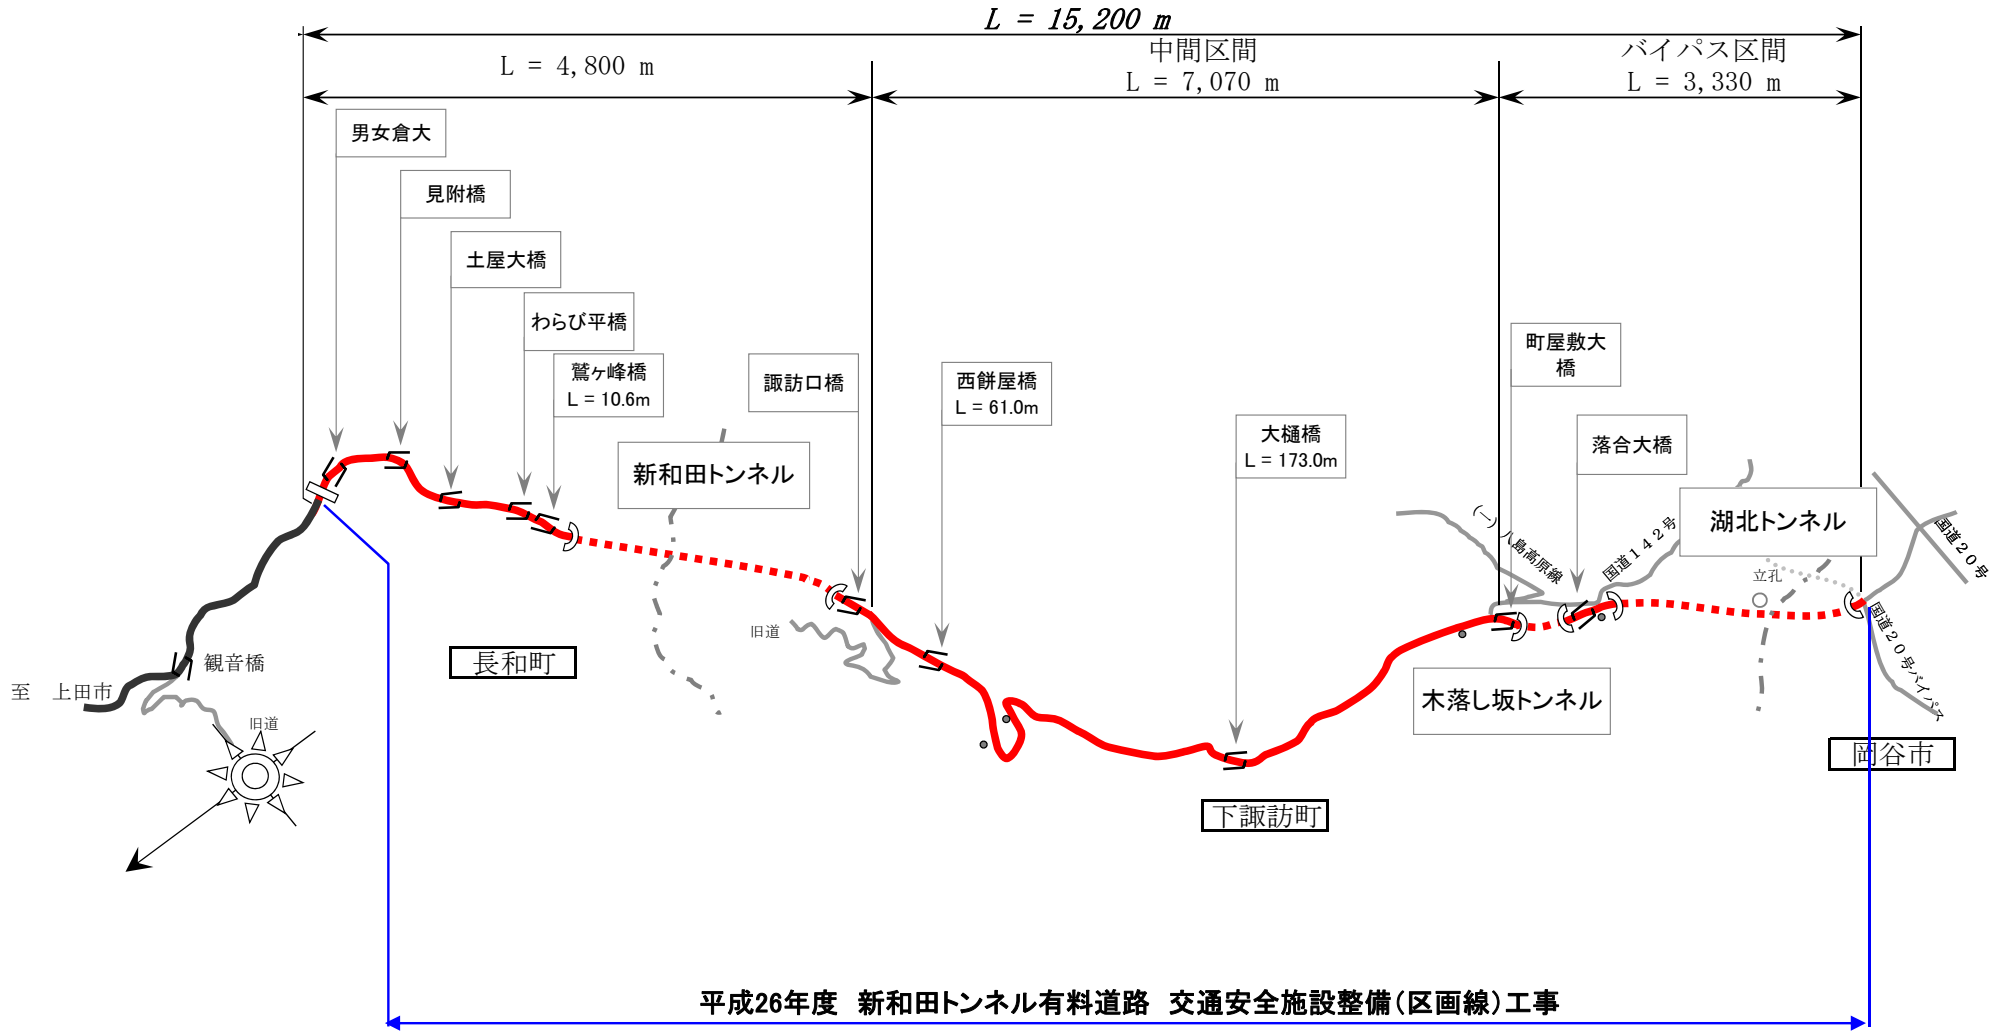 L = 15,200 m
中間区間
バイパス区間
L = 4,800 m
L = 7,070 m
L = 3,330 m
男女倉大
見附橋
土屋大橋
わらび平橋
鷲ヶ峰橋
L = 10.6m
新和田トンネル
諏訪口橋
西餅屋橋
L = 61.0m
大樋橋
L = 173.0m
町屋敷大
橋
落合大橋
湖北トンネル
(一)八島高原線
国道142号
国道20号
立孔
国道20号バイパス
旧道
長和町
観音橋
至　上田市
旧道
木落し坂トンネル
岡谷市
下諏訪町
平成26年度　新和田トンネル有料道路　交通安全施設整備(区画線)工事